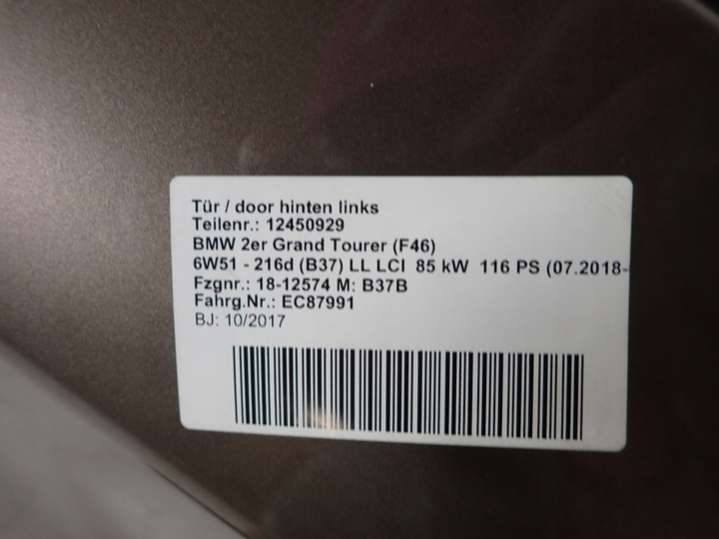 Tür / door hinten links
Teilenr.: 12450929
BMW 2er Grand Tourer (F46)
6W51 - 216d (B37) LL LCI  85 kW  116 PS (07.2018-
Fzgnr.: 18-12574 M: B37B
Fahrg.Nr.: EC87991
BJ: 10/2017